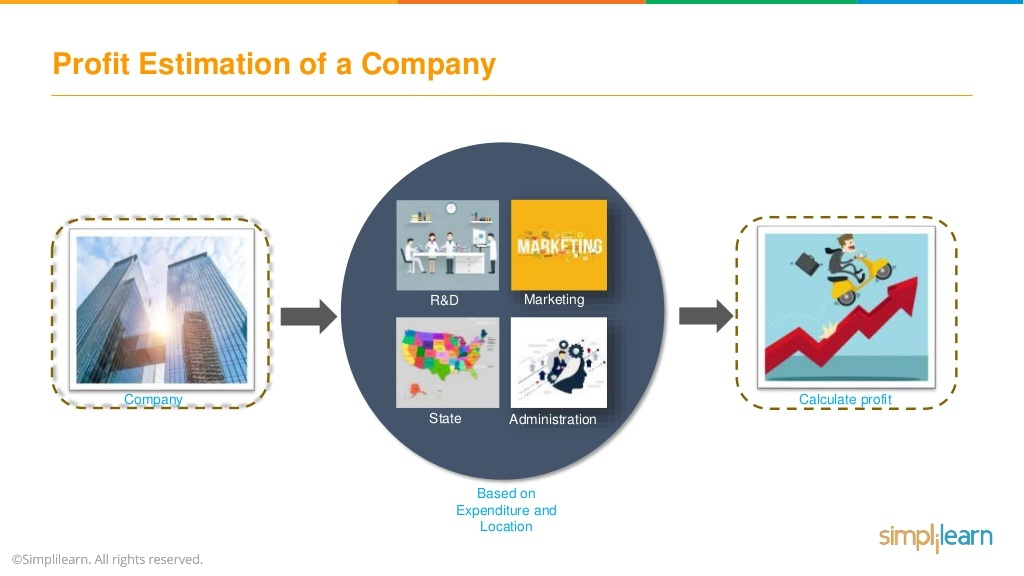 Profit Estimation of a Company
MARKETING
R&D
Marketing
State
Administration
Company
Calculate profit
Based on
Expenditure and
Location
simplilearn
©Simplilearn. All rights reserved.